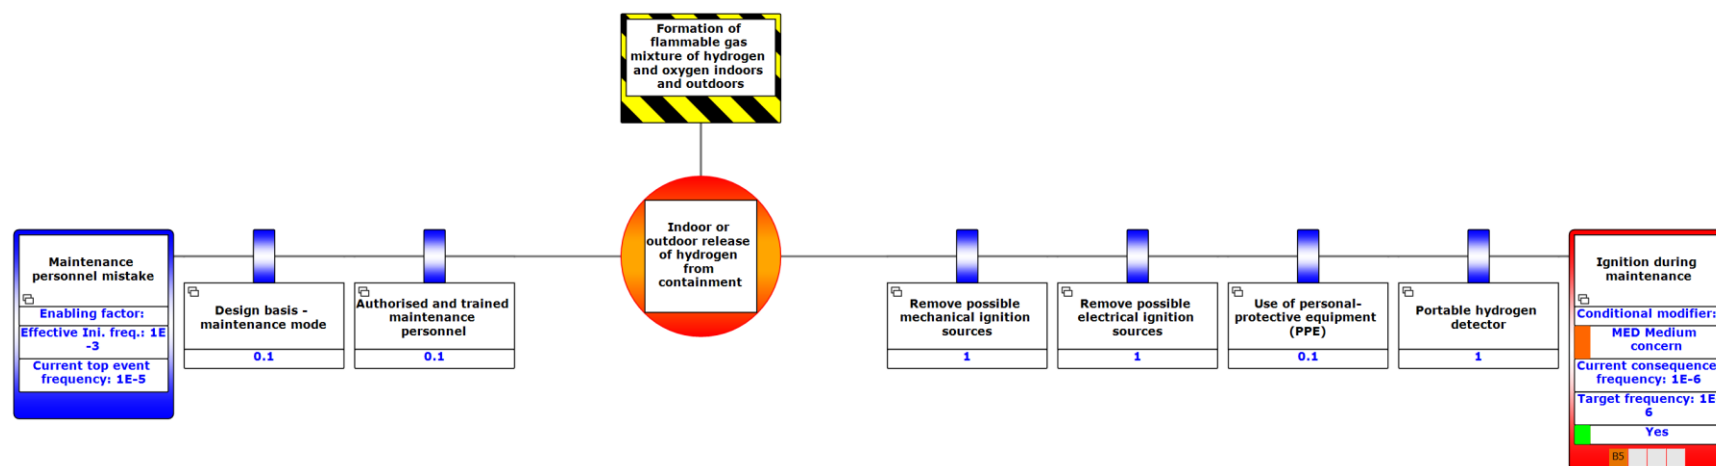 Formation of
flammable gas
mixture of hydrogen
and oxygen indoors
and outdoors
Indoor or
outdoor release
of hydrogen
from
containment
Maintenance
personnel mistake
Enabling factor:
Effective Ini. freq.: 1E
-3
Current top event
frequency: 1E-5
Design basis -
maintenance mode
0.1
Authorised and trained
maintenance
personnel
0.1
Remove possible
mechanical ignition
sources
1
Remove possible
electrical ignition
sources
1
Use of personal-
protective equipment
(PPE)
0.1
Portable hydrogen
detector
1
Ignition during
maintenance
Conditional modifier:
MED Medium
concern
Current consequence
frequency: 1E-6
Target frequency: 1E
6
Yes
B5